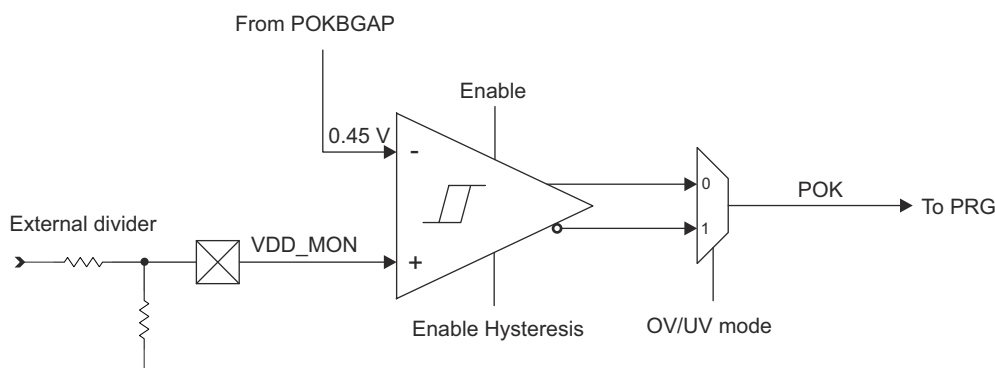 From POKBGAP
Enable
0.45 V
-
0
POK
To PRG
1
External divider
VDD_MON
+
Enable Hysteresis
OV/UV mode